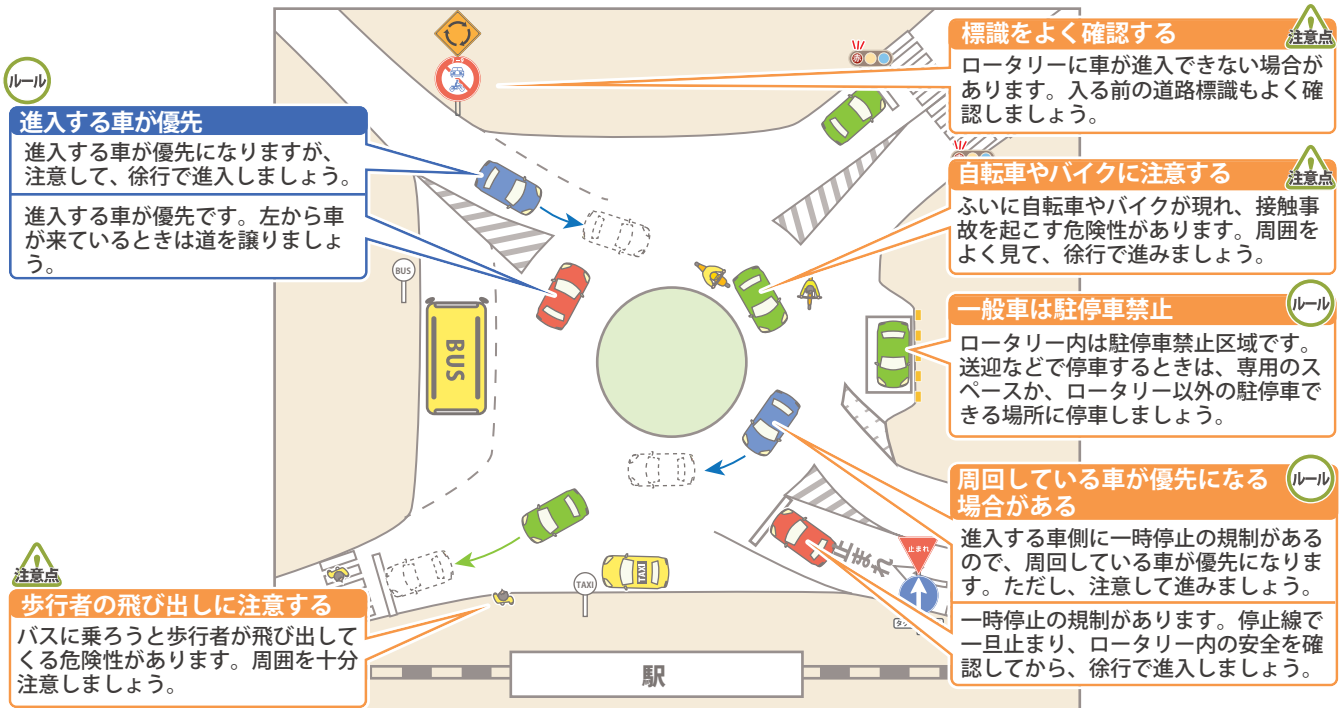 ルール
進入する車が優先
進入する車が優先になりますが、
注意して、徐行で進入しましょう。
進入する車が優先です。左から車
が来ているときは道を譲りましょ
う。
注意点
標識をよく確認する
ロータリーに車が進入できない場合が
あります。入る前の道路標識もよく確
認しましょう。
注意点
自転車やバイクに注意する
ふいに自転車やバイクが現れ、接触事
故を起こす危険性があります。周囲を
よく見て、徐行で進みましょう。
ルール
一般車は駐停車禁止
ロータリー内は駐停車禁止区域です。
送迎などで停車するときは、専用のス
ペースか、ロータリー以外の駐停車で
きる場所に停車しましょう。
ルール
周回している車が優先になる
場合がある
進入する車側に一時停止の規制がある
ので、周回している車が優先になりま
す。ただし、注意して進みましょう。
一時停止の規制があります。停止線で
一旦止まり、ロータリー内の安全を確
認してから、徐行で進入しましょう。
注意点
歩行者の飛び出しに注意する
バスに乗ろうと歩行者が飛び出して
くる危険性があります。周囲を十分
注意しましょう。
7-9
赤
BUS
BUS
TAXI
止まれ
止まれ
駅